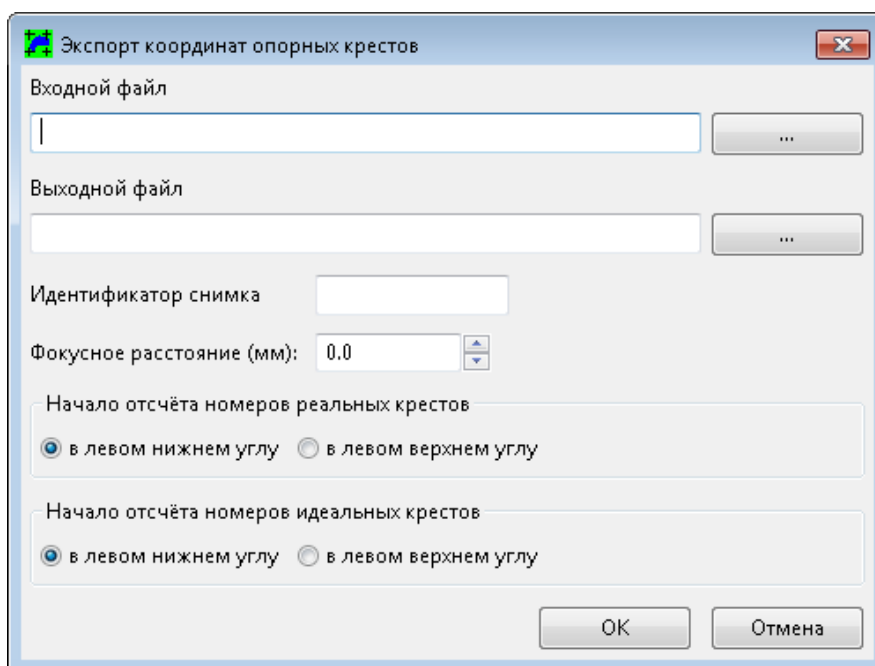 Экспорт координат опорных крестов
Входной файл
...
Выходной файл
...
Идентификатор снимка
Фокусное расстояние (мм): 0.0
Начало отсчёта номеров реальных крестов
в левом нижнем углу в левом верхнем углу
Начало отсчёта номеров идеальных крестов
в левом нижнем углу в левом верхнем углу
OK Отмена